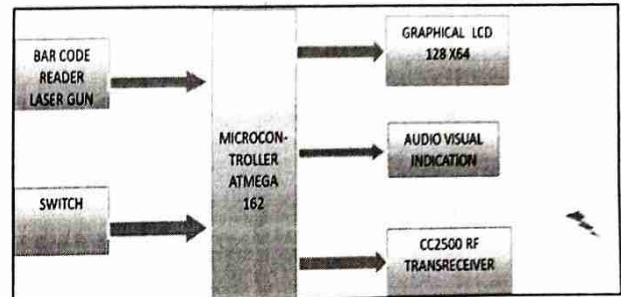 BAR CODE
READER
LASER GUN
SWITCH
MICROCON-
TROLLER
ATMEGA
162
GRAPHICAL LCD
128 X64
AUDIO VISUAL
INDICATION
CC2500 RF
TRANSRECEIVER